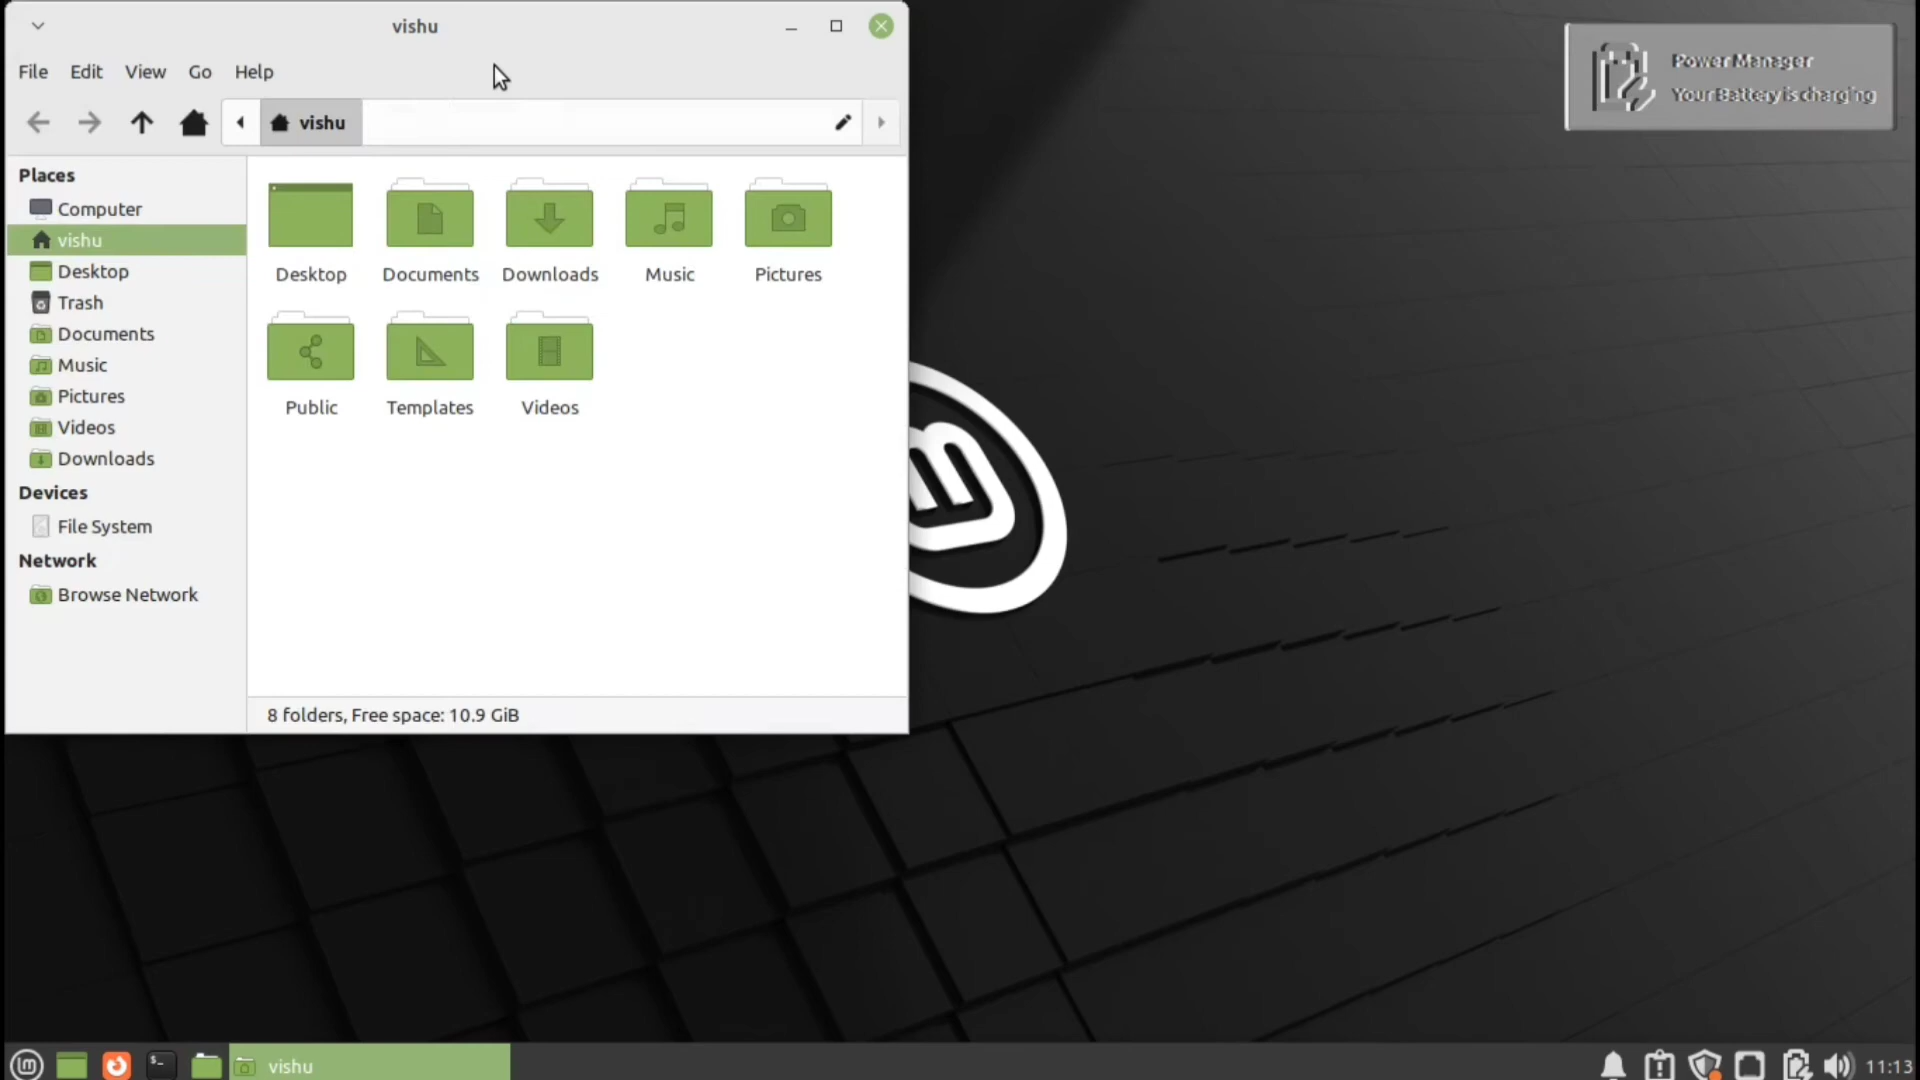 vishu
File Edit View Go Help
vishu
Places
Computer
vishu
Desktop
Trash
Documents
Music
Pictures
Videos
Downloads
Devices
File System
Network
Browse Network
Desktop Documents Downloads Music Pictures
Public Templates Videos
8 folders, Free space: 10.9 GiB
Power Manager
Your Battery is charging
vishu
11:13